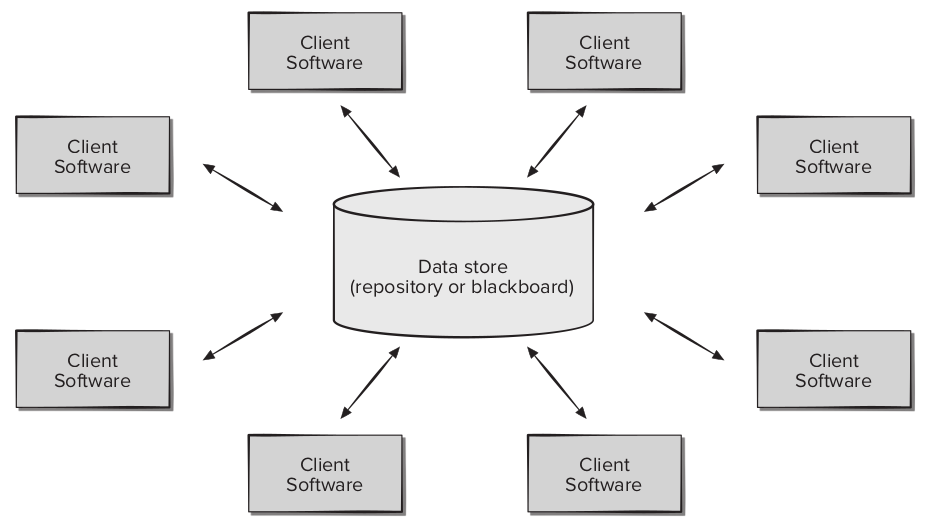 Client
Software
Client
Software
Client
Software
Client
Software
Data store
(repository or blackboard)
Client
Software
Client
Software
Client
Software
Client
Software